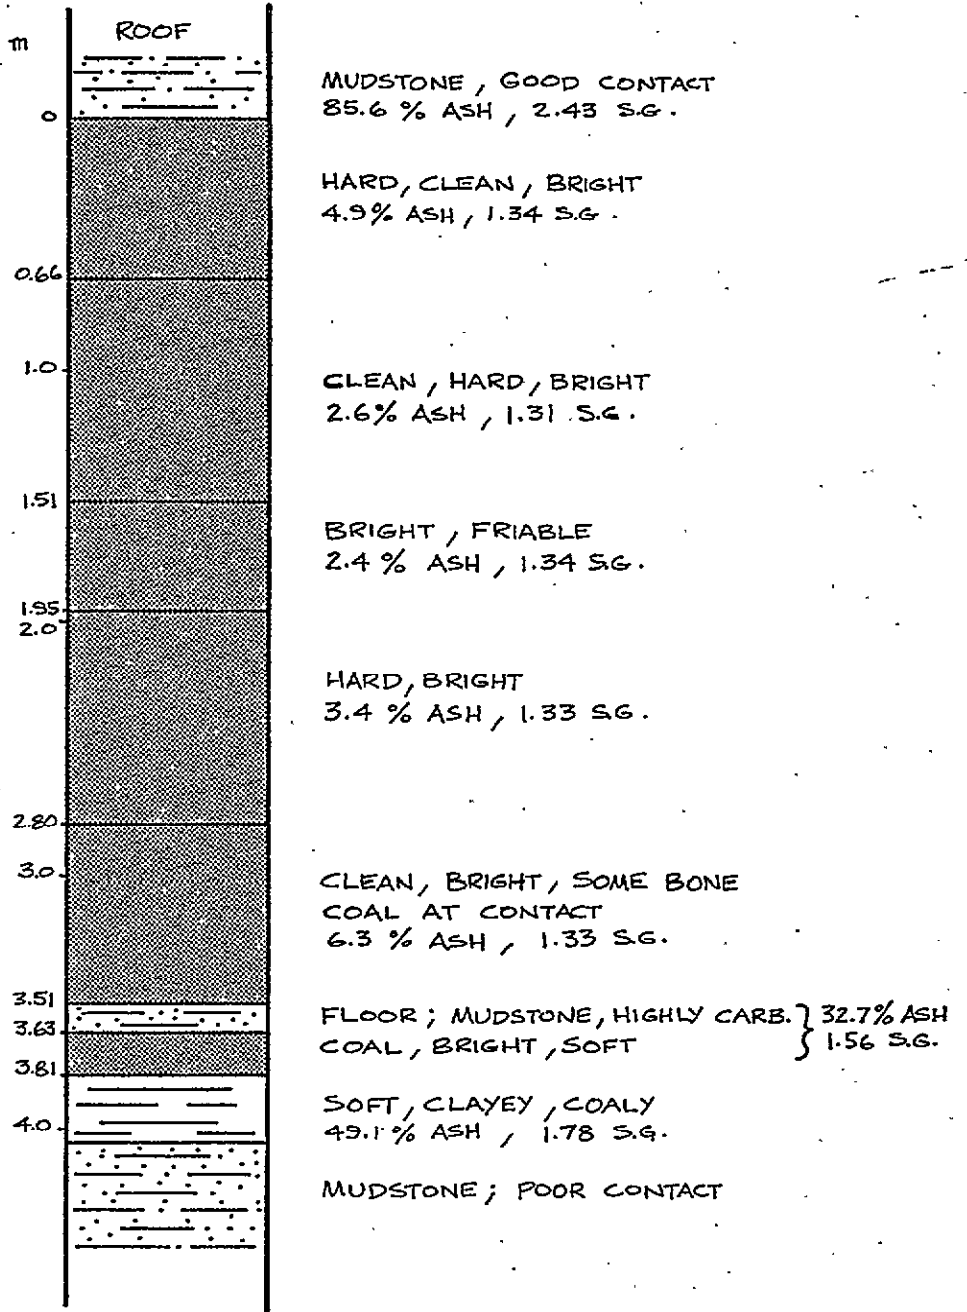 ROOF
m
MUDSTONE, GOOD CONTACT
85.6 % ASH, 2.43 S.G.
0
HARD, CLEAN, BRIGHT
4.9% ASH, 1.34 S.G.
0.66
1.0
CLEAN, HARD, BRIGHT
2.6% ASH, 1.31 S.G.
1.51
BRIGHT, FRIABLE
2.4 % ASH, 1.34 S.G.
1.95
2.0
HARD, BRIGHT
3.4 % ASH, 1.33 S.G.
2.80
3.0
CLEAN, BRIGHT, SOME BONE
COAL AT CONTACT
6.3 % ASH, 1.33 S.G.
3.51
FLOOR; MUDSTONE, HIGHLY CARB. } 32.7% ASH
3.63
COAL, BRIGHT, SOFT } 1.56 S.G.
3.81
SOFT, CLAYEY, COALY
4.0
49.1% ASH, 1.78 S.G.
MUDSTONE; POOR CONTACT